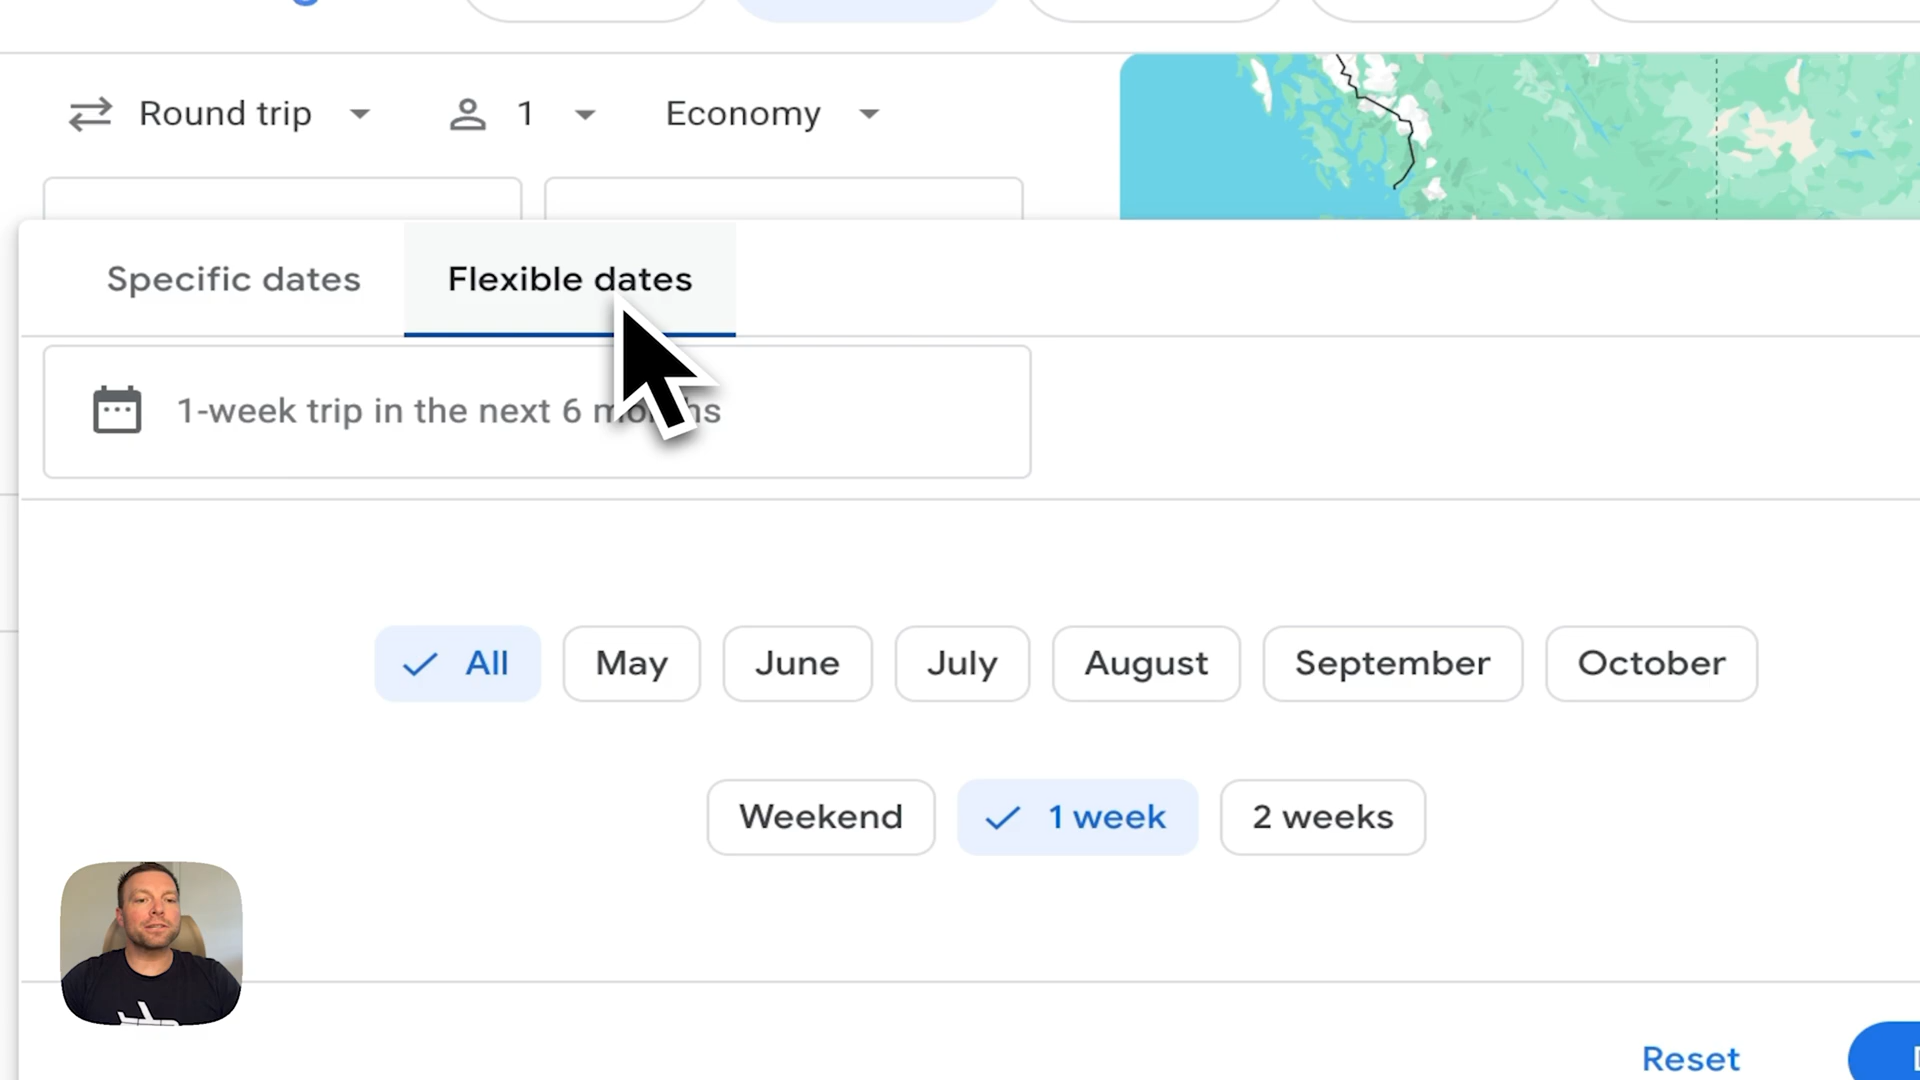 Round trip 1 Economy
Specific dates Flexible dates
1-week trip in the next 6
All May June July August September October
Weekend 1 week 2 weeks
Reset